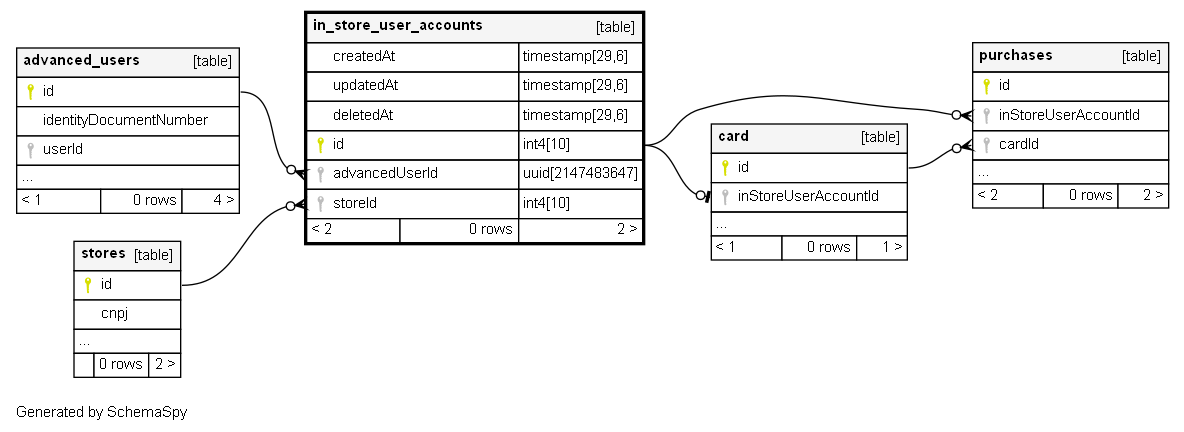 advanced_users [table]
id
identityDocumentNumber
userId
...
< 1 0 rows 4 >
stores [table]
id
cnpj
...
0 rows 2 >
in_store_user_accounts [table]
createdAt timestamp[29,6]
updatedAt timestamp[29,6]
deletedAt timestamp[29,6]
id int4[10]
advancedUserId uuid[2147483647]
storeId int4[10]
< 2 0 rows 2 >
card [table]
id
inStoreUserAccountId
...
< 1 0 rows 1 >
purchases [table]
id
inStoreUserAccountId
cardId
...
< 2 0 rows 2 >
Generated by SchemaSpy